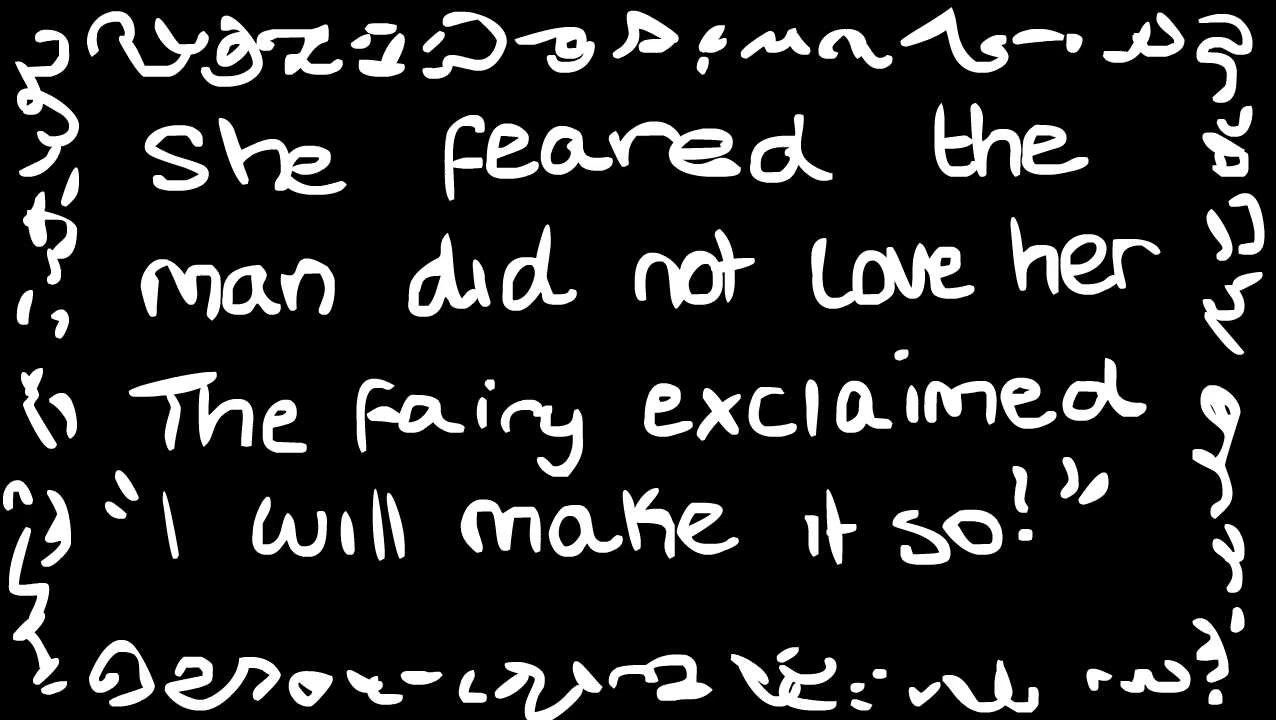 She feared the
man did not love her
The fairy exclaimed
"I will make it so!"